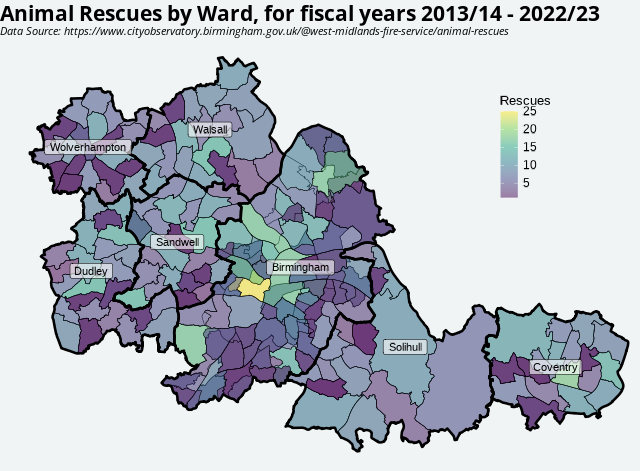 Animal Rescues by Ward, for fiscal years 2013/14 - 2022/23
Data Source: https://www.cityobservatory.birmingham.gov.uk/@west-midlands-fire-service/animal-rescues
Rescues
25
20
15
10
5
Walsall
Wolverhampton
Sandwell
Birmingham
Dudley
Solihull
Coventry